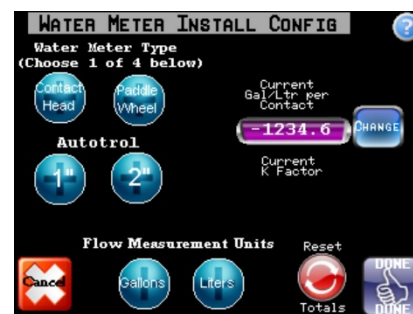 WATER METER INSTALL CONFIG
?
Water Meter Type
(Choose 1 of 4 below)
Contact
Head
Paddle
Wheel
Current
Gal/Ltr per
Contact
-1234.6
CHANGE
Current
K Factor
Autotrol
1"
2"
Flow Measurement Units
Cancel
Gallons
Liters
Reset
Totals
DONE
DONE